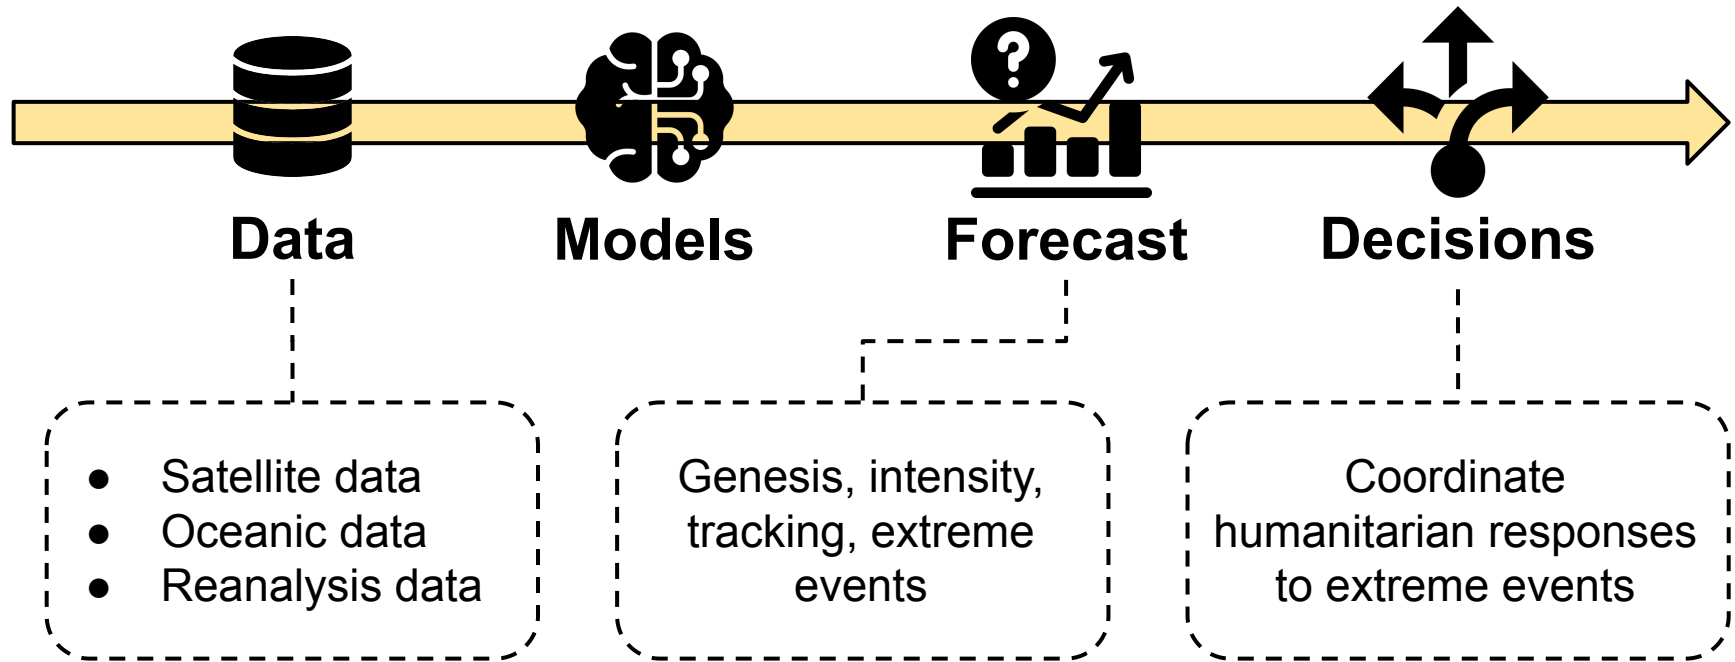 ?
Data
Models
Forecast
Decisions
● Satellite data
● Oceanic data
● Reanalysis data
Genesis, intensity,
tracking, extreme
events
Coordinate
humanitarian responses
to extreme events